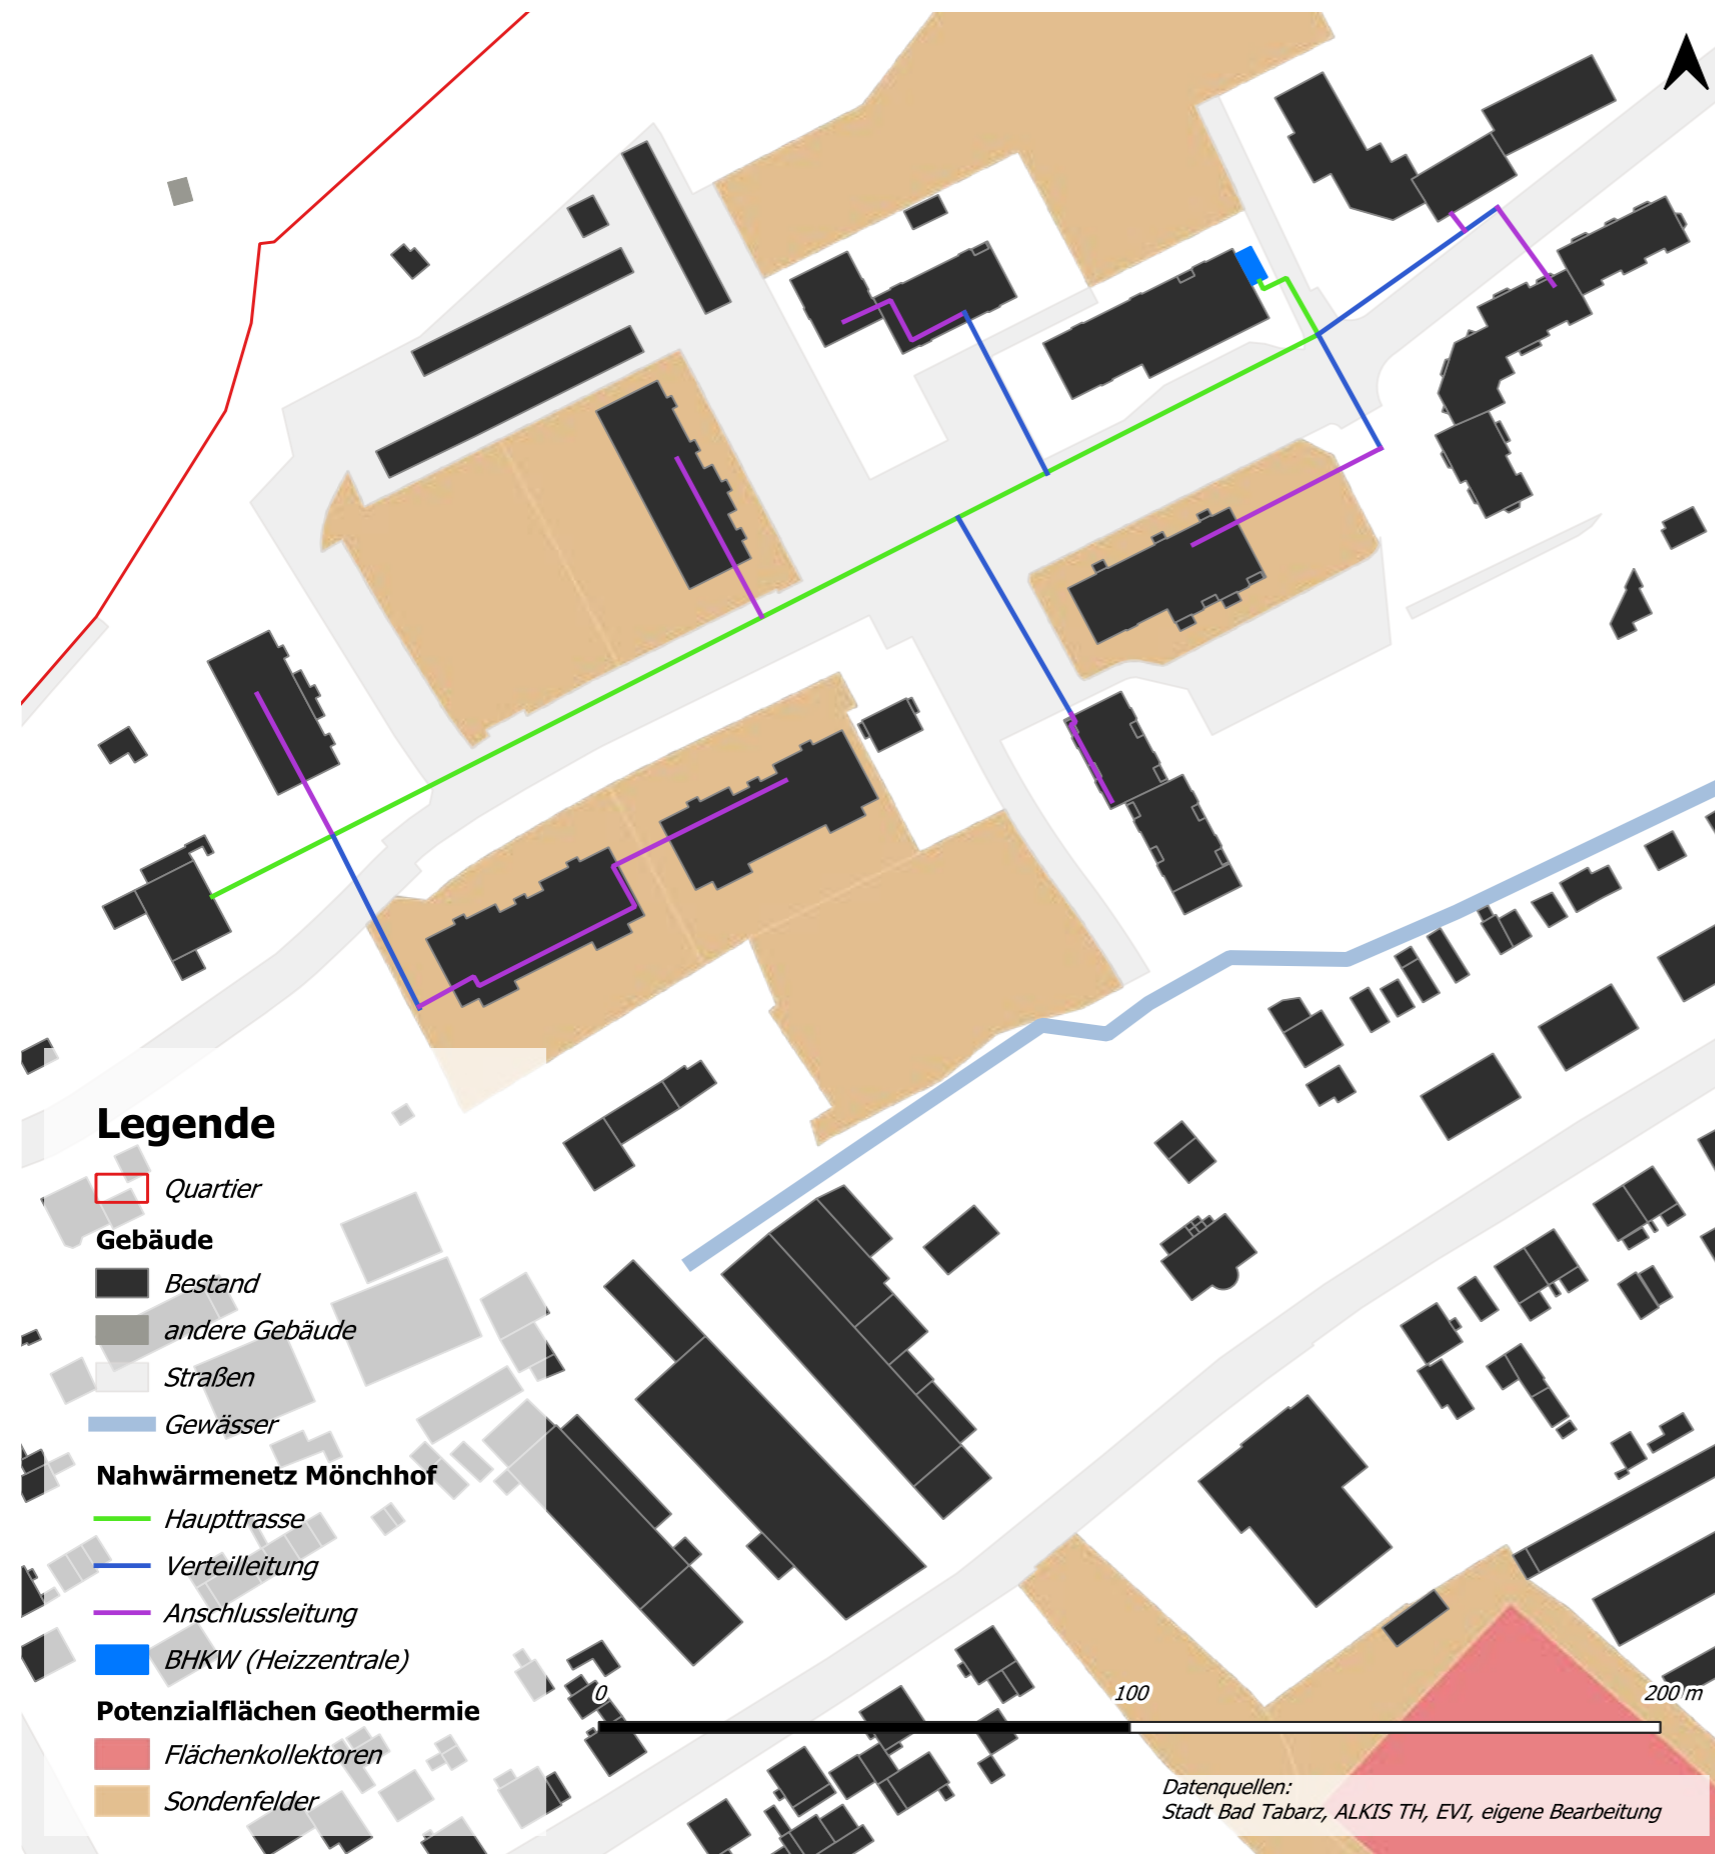 Legende
Quartier
Gebäude
Bestand
andere Gebäude
Straßen
Gewässer
Nahwärmenetz Mönchhof
Haupttrasse
Verteilleitung
Anschlussleitung
BHKW (Heizzentrale)
Potenzialflächen Geothermie
Flächenkollektoren
Sondenfelder
0 100 200 m
Datenquellen:
Stadt Bad Tabarz, ALKIS TH, EVI, eigene Bearbeitung